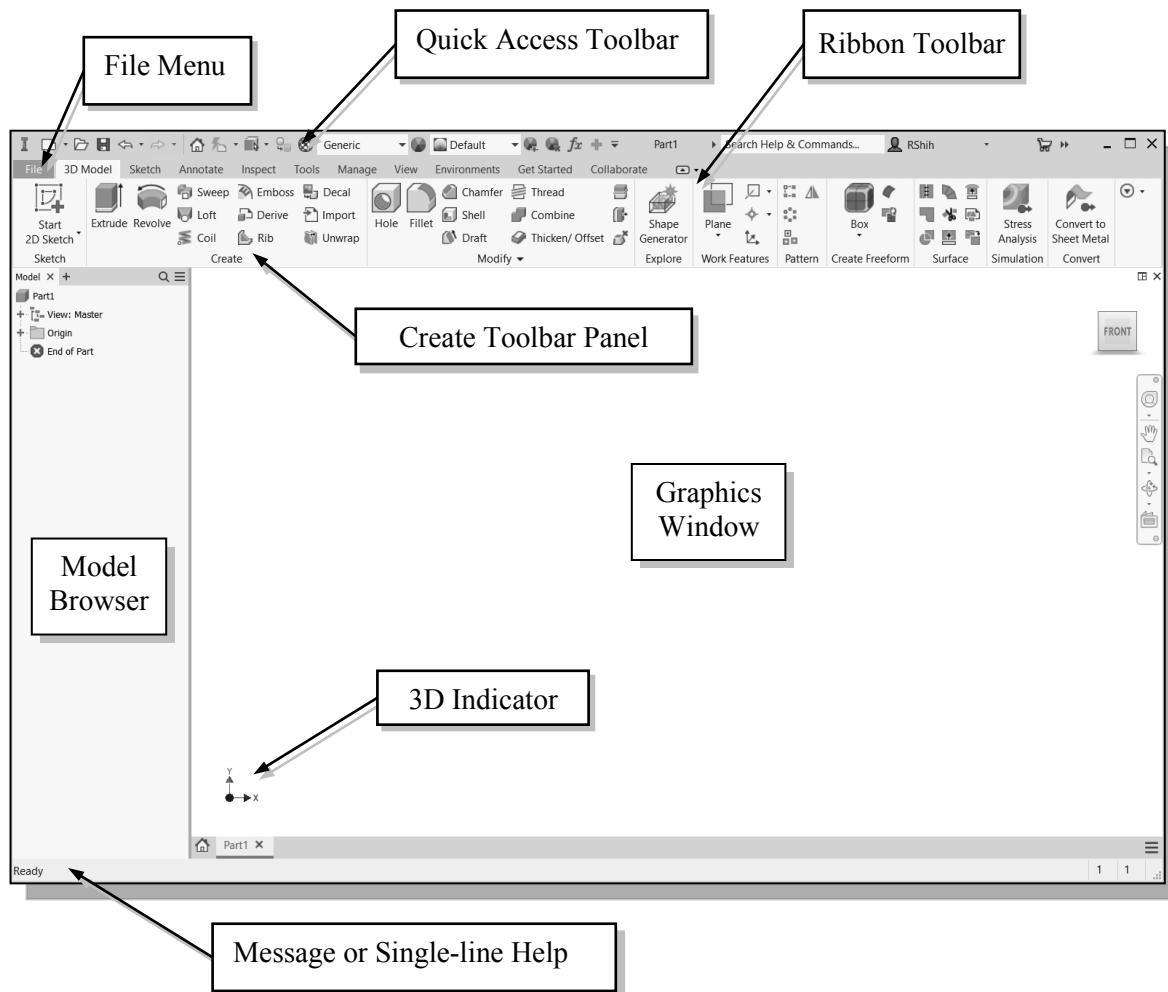 Quick Access Toolbar
Ribbon Toolbar
File Menu
Generic Default fx Part1 Search Help & Commands... RShih
File 3D Model Sketch Annotate Inspect Tools Manage View Environments Get Started Collaborate
Start
2D Sketch
Extrude Revolve
Sweep Emboss Decal
Loft Derive Import
Coil Rib Unwrap
Hole Fillet
Chamfer Thread
Shell Combine
Draft Thicken/ Offset
Shape
Generator
Plane
Box
Stress
Analysis
Convert to
Sheet Metal
Sketch Create Modify Explore Work Features Pattern Create Freeform Surface Simulation Convert
Model × +
Part1
View: Master
Origin
End of Part
FRONT
Create Toolbar Panel
Graphics
Window
Model
Browser
3D Indicator
Y
X
Part1 ×
Ready 1 1
Message or Single-line Help